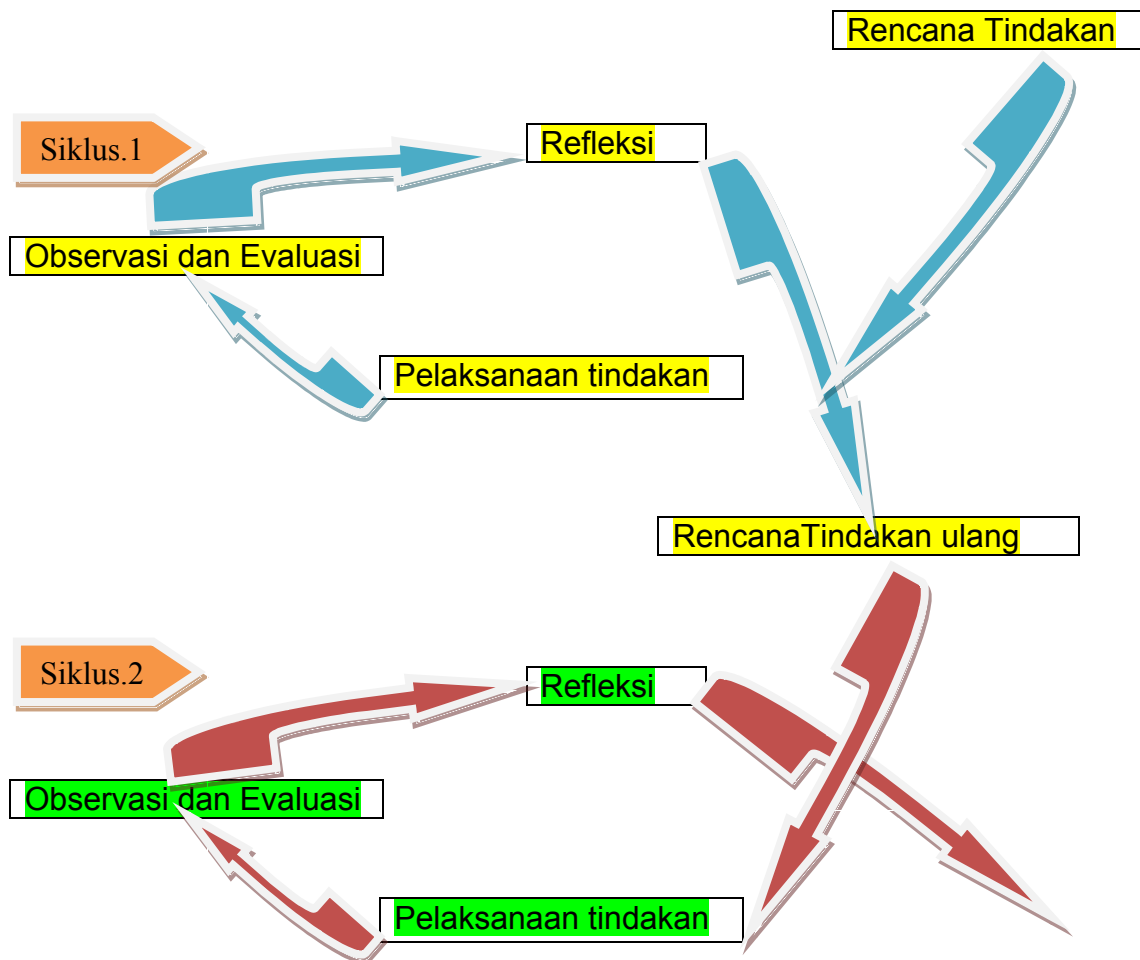 Rencana Tindakan
Siklus.1
Refleksi
Observasi dan Evaluasi
Pelaksanaan tindakan
RencanaTindakan ulang
Siklus.2
Refleksi
Observasi dan Evaluasi
Pelaksanaan tindakan